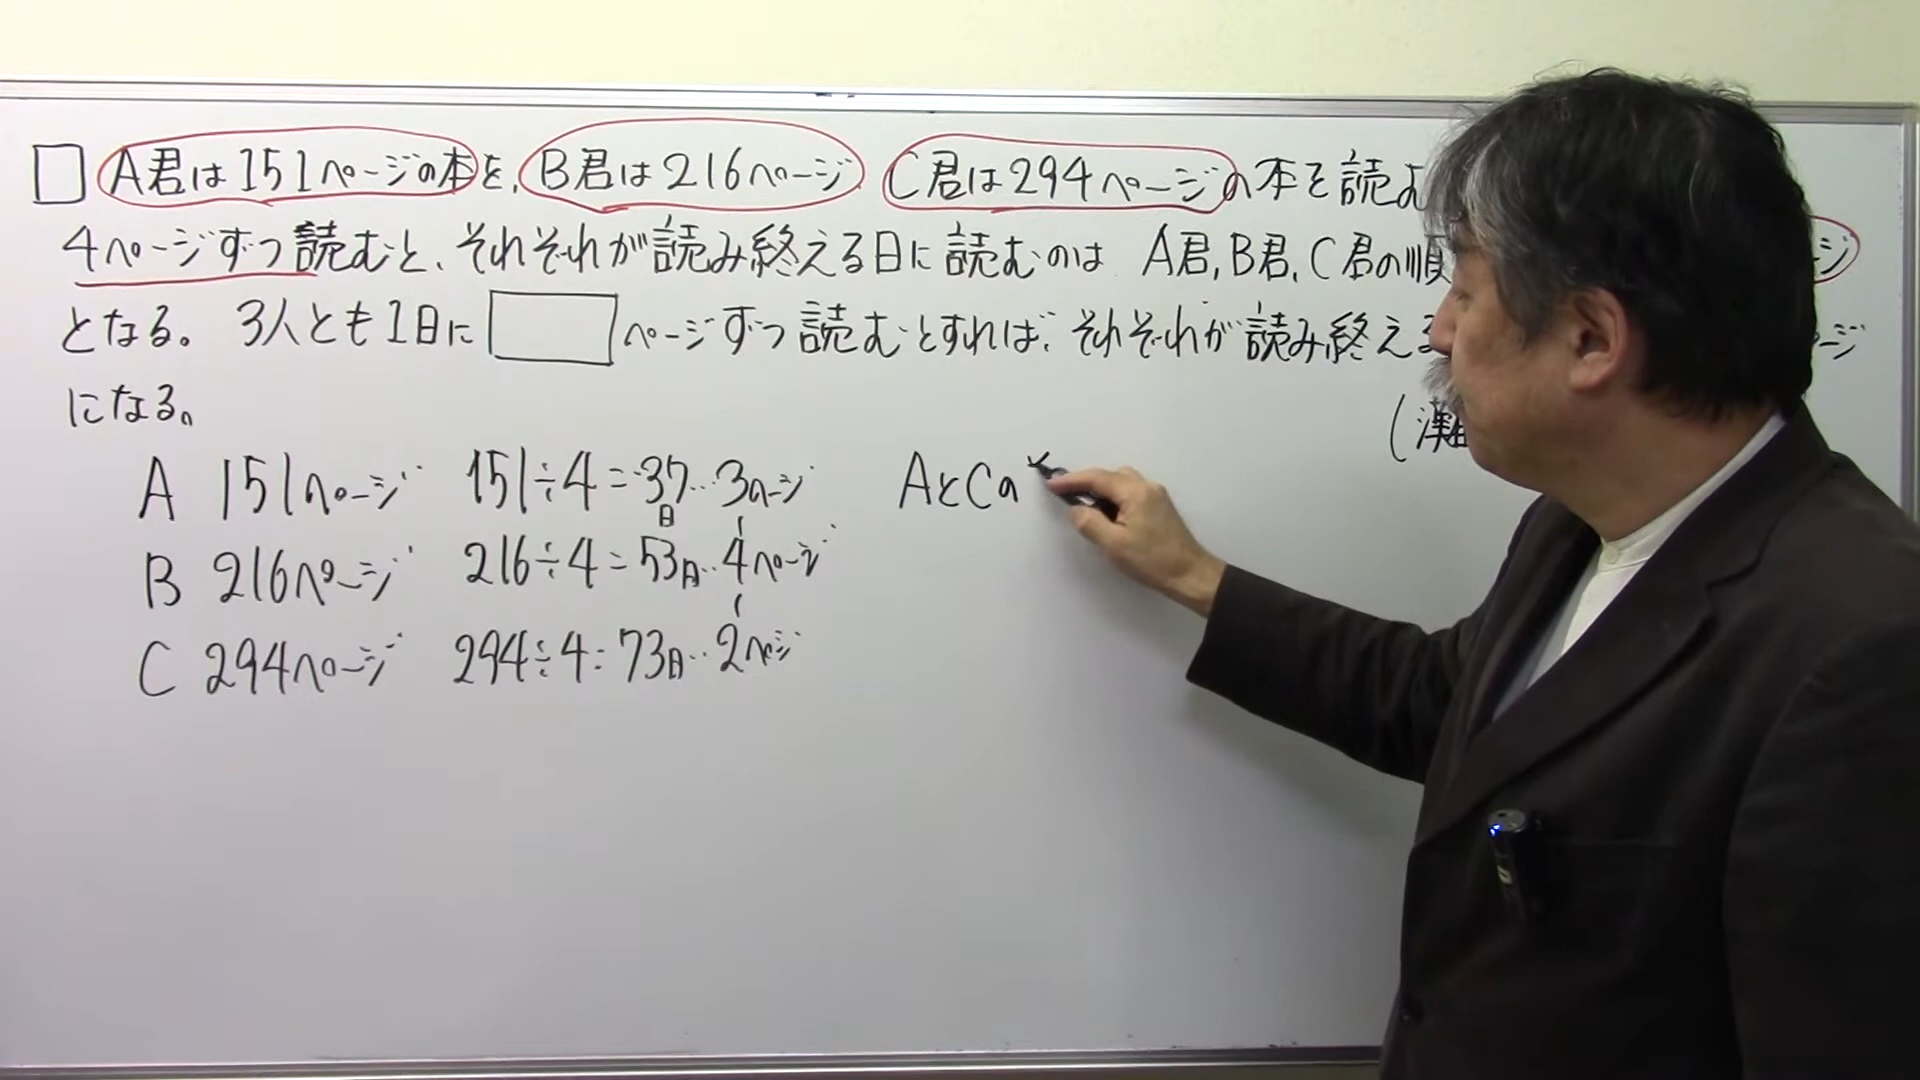 □ A君は151ページの本を、B君は216ページ C君は294ページの本を読む
4ページずつ読むと、それぞれが読み終える日に読むのは A君, B君, C君の順
となる。3人とも1日に□ページずつ読むとすれば、それぞれが読み終える ページ
になる。
(灘
A 151ページ 151÷4=37日…3ページ
AとCの
B 216ページ 216÷4=53日…4ページ
C 294ページ 294÷4=73日…2ページ